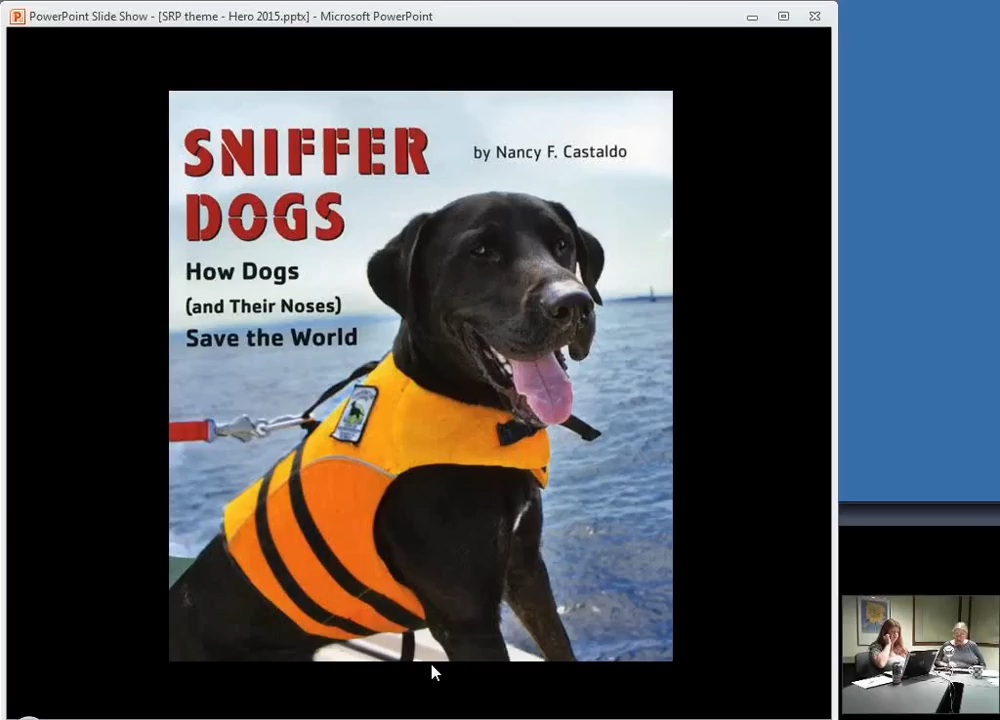 PowerPoint Slide Show - [SRP theme - Hero 2015.pptx] - Microsoft PowerPoint
SNIFFER
DOGS
by Nancy F. Castaldo
How Dogs
(and Their Noses)
Save the World